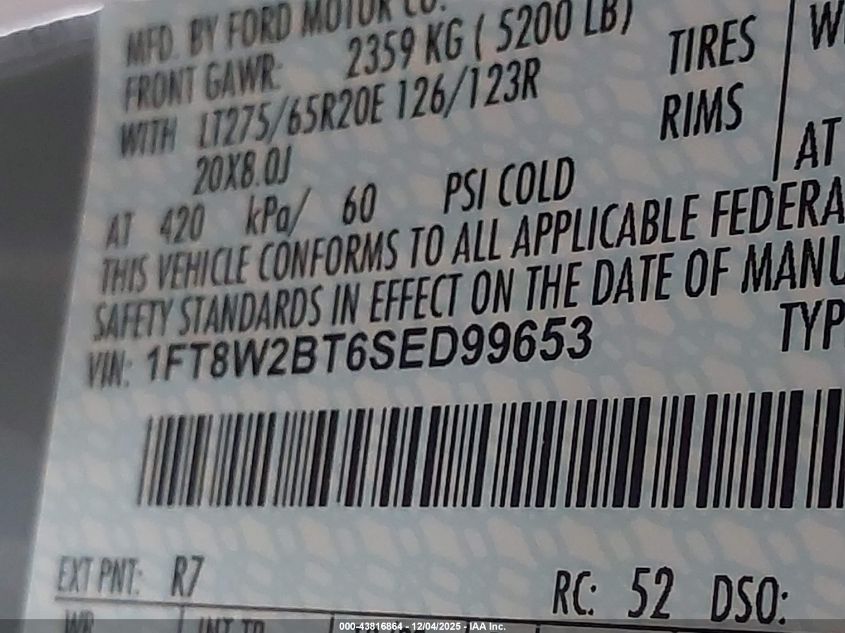 MFD. BY FORD MOTOR CO.
FRONT GAWR: 2359 KG ( 5200 LB)
WITH LT275/65R20E 126/123R TIRES
20X8.0J RIMS
AT 420 kPa/ 60 PSI COLD AT
THIS VEHICLE CONFORMS TO ALL APPLICABLE FEDERA
SAFETY STANDARDS IN EFFECT ON THE DATE OF MANU
VIN: 1FT8W2BT6SED99653 TYP
EXT PNT: R7 RC: 52 DSO:
WB INT TR
000-43816864 - 12/04/2025 - IAA Inc.